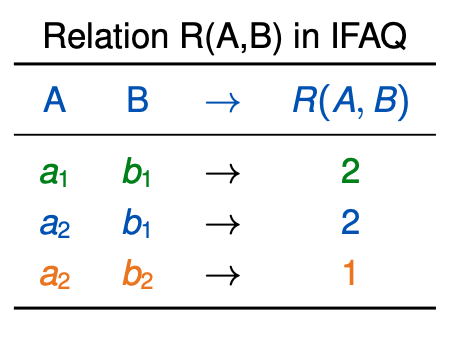 Relation R(A,B) in IFAQ
A B → R(A, B)
a₁ b₁ → 2
a₂ b₁ → 2
a₂ b₂ → 1